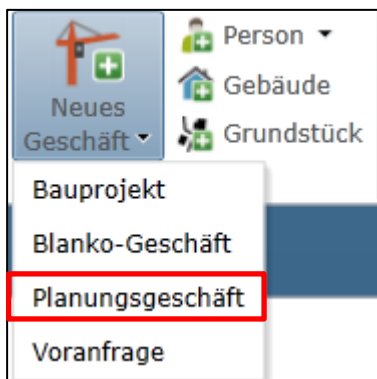 Neues
Geschäft
Person
Gebäude
Grundstück
Bauprojekt
Blanko-Geschäft
Planungsgeschäft
Voranfrage